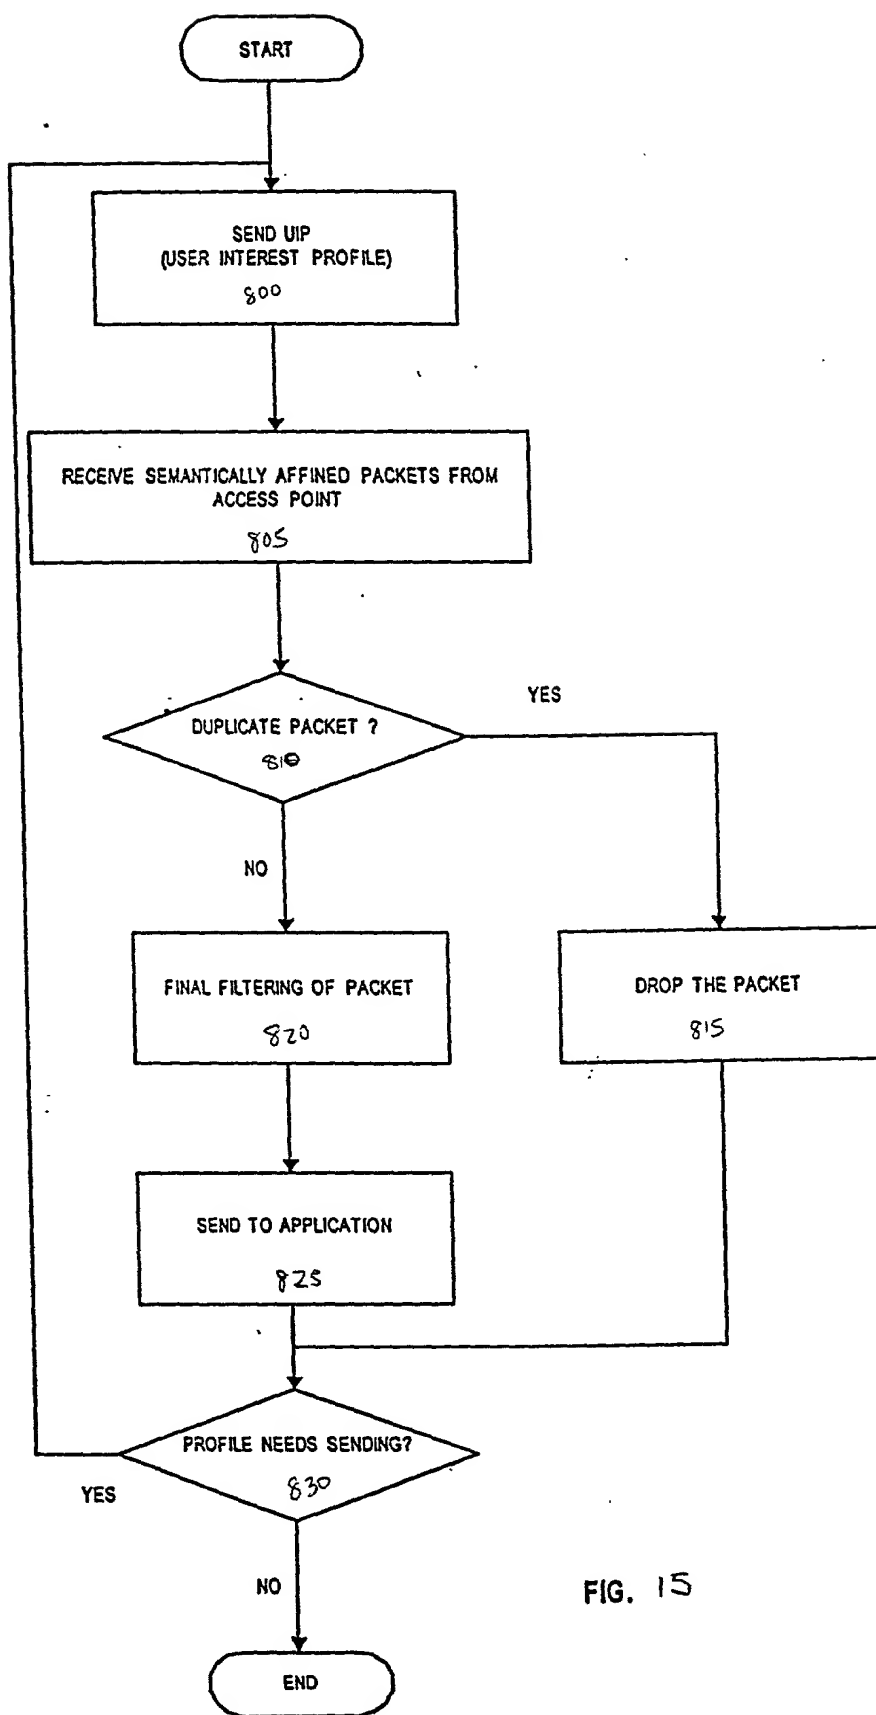 START
SEND UIP
(USER INTEREST PROFILE)
800
RECEIVE SEMANTICALLY AFFINED PACKETS FROM
ACCESS POINT
805
DUPLICATE PACKET ?
810
YES
NO
FINAL FILTERING OF PACKET
820
DROP THE PACKET
815
SEND TO APPLICATION
825
PROFILE NEEDS SENDING?
830
YES
NO
FIG. 15
END